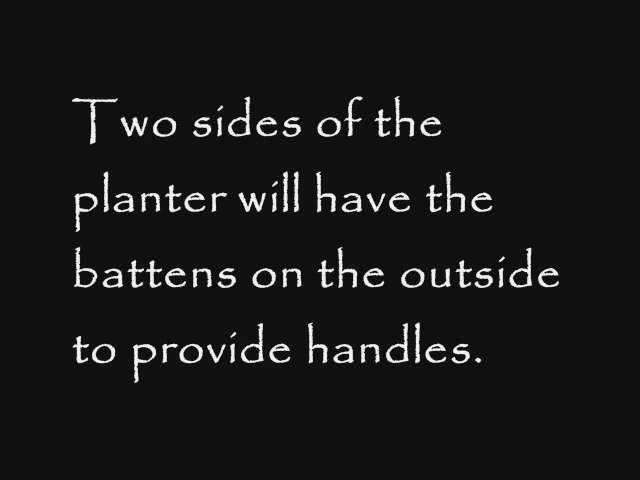 Two sides of the
planter will have the
battens on the outside
to provide handles.